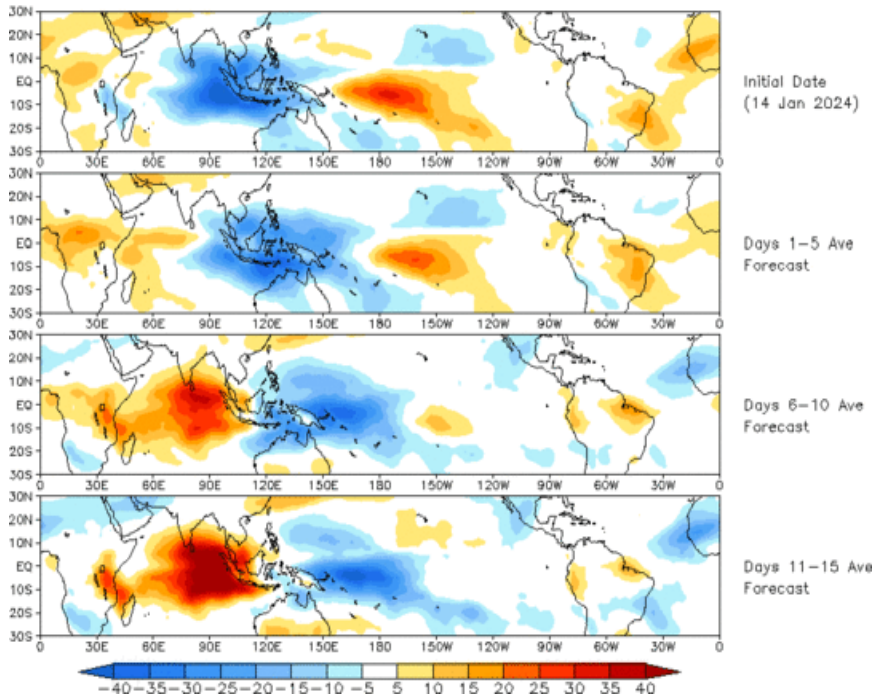 30N
20N
10N
EQ
10S
20S
30S
0 30E 60E 90E 120E 150E 180 150W 120W 90W 60W 30W 0
Initial Date
(14 Jan 2024)
30N
20N
10N
EQ
10S
20S
30S
0 30E 60E 90E 120E 150E 180 150W 120W 90W 60W 30W 0
Days 1-5 Ave
Forecast
30N
20N
10N
EQ
10S
20S
30S
0 30E 60E 90E 120E 150E 180 150W 120W 90W 60W 30W 0
Days 6-10 Ave
Forecast
30N
20N
10N
EQ
10S
20S
30S
0 30E 60E 90E 120E 150E 180 150W 120W 90W 60W 30W 0
Days 11-15 Ave
Forecast
-40 -35 -30 -25 -20 -15 -10 -5 5 10 15 20 25 30 35 40